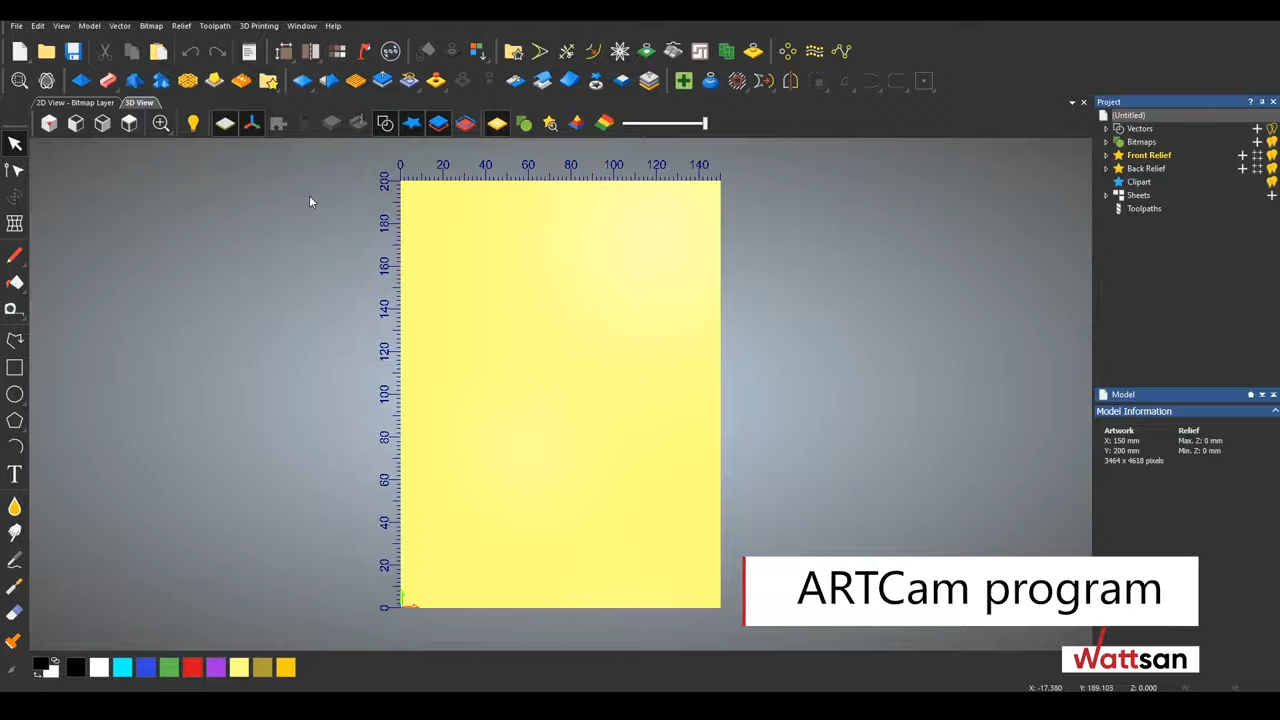 File Edit View Model Vector Bitmap Relief Toolpath 3D Printing Window Help
2D View - Bitmap Layer 3D View
Project
(Untitled)
Vectors
Bitmaps
Front Relief
Back Relief
Clipart
Sheets
Toolpaths
0 20 40 60 80 100 120 140
200
180
160
140
120
100
80
60
40
20
0
T
Model
Model Information
Artwork Relief
X: 150 mm Max. Z: 0 mm
Y: 200 mm Min. Z: 0 mm
3464 x 4618 pixels
ARTCam program
Wattsan
X: -17.380 Y: 189.103 Z: 0.000 W: H: